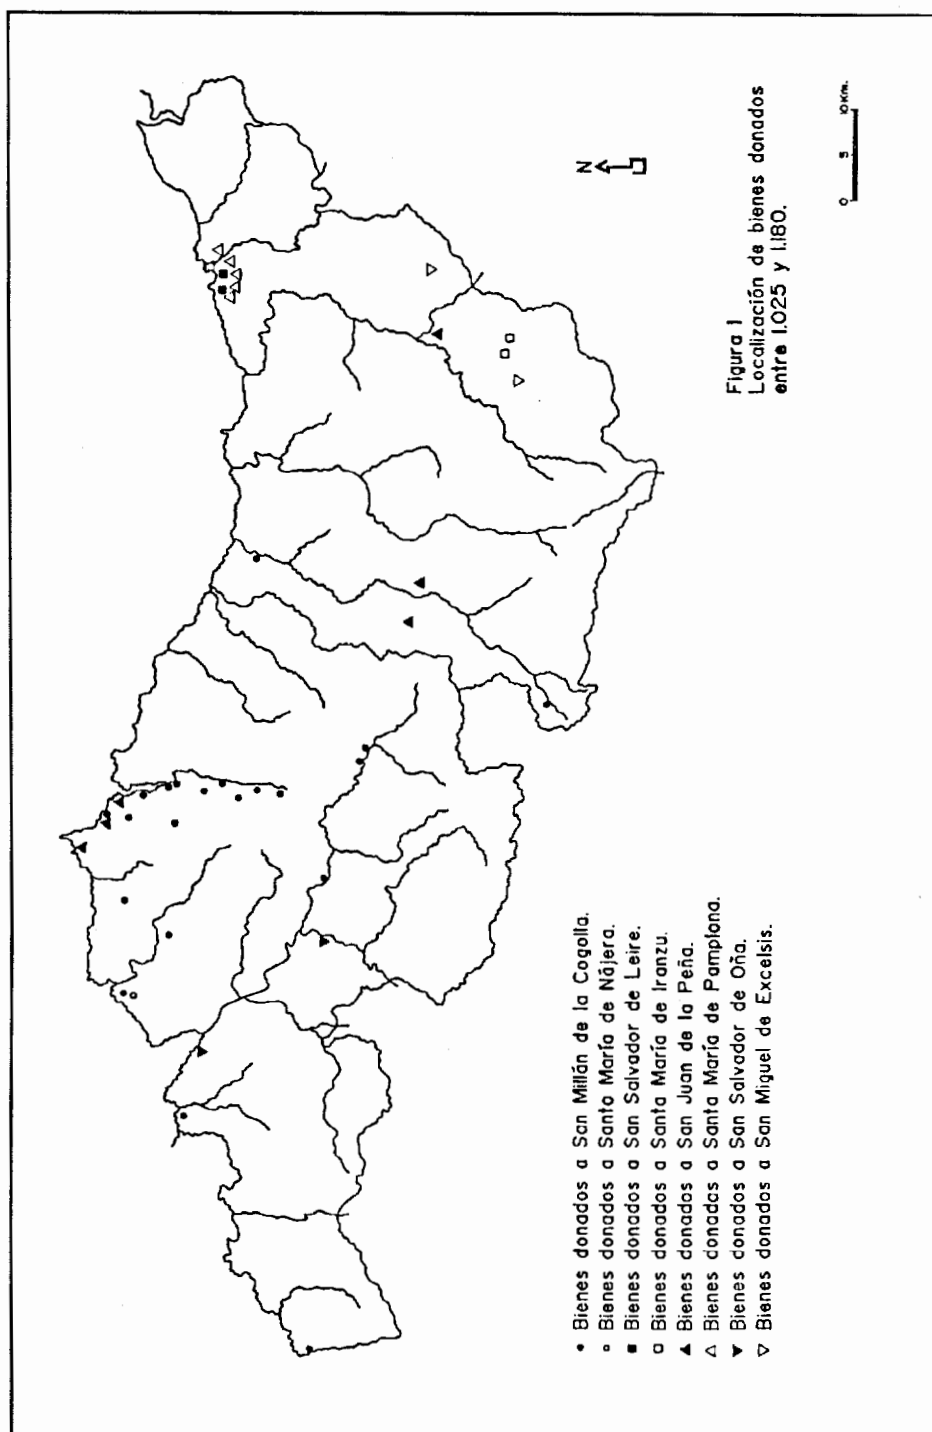 N
Figura 1
Localización de bienes donados
entre 1.025 y 1.180.
0 5 10 Km.
Bienes donados a San Millán de la Cogolla.
Bienes donados a Santa María de Nájera.
Bienes donados a San Salvador de Leire.
Bienes donados a Santa María de Iranzu.
Bienes donados a San Juan de la Peña.
Bienes donados a Santa María de Pamplona.
Bienes donados a San Salvador de Oña.
Bienes donados a San Miguel de Excelsis.